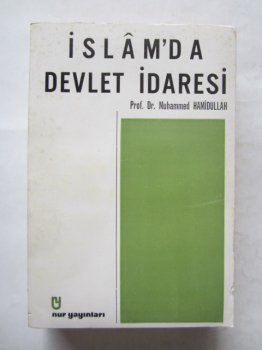 İSLÂM'DA
DEVLET İDARESİ
Prof. Dr. Muhammed HAMİDULLAH
nur yayınları